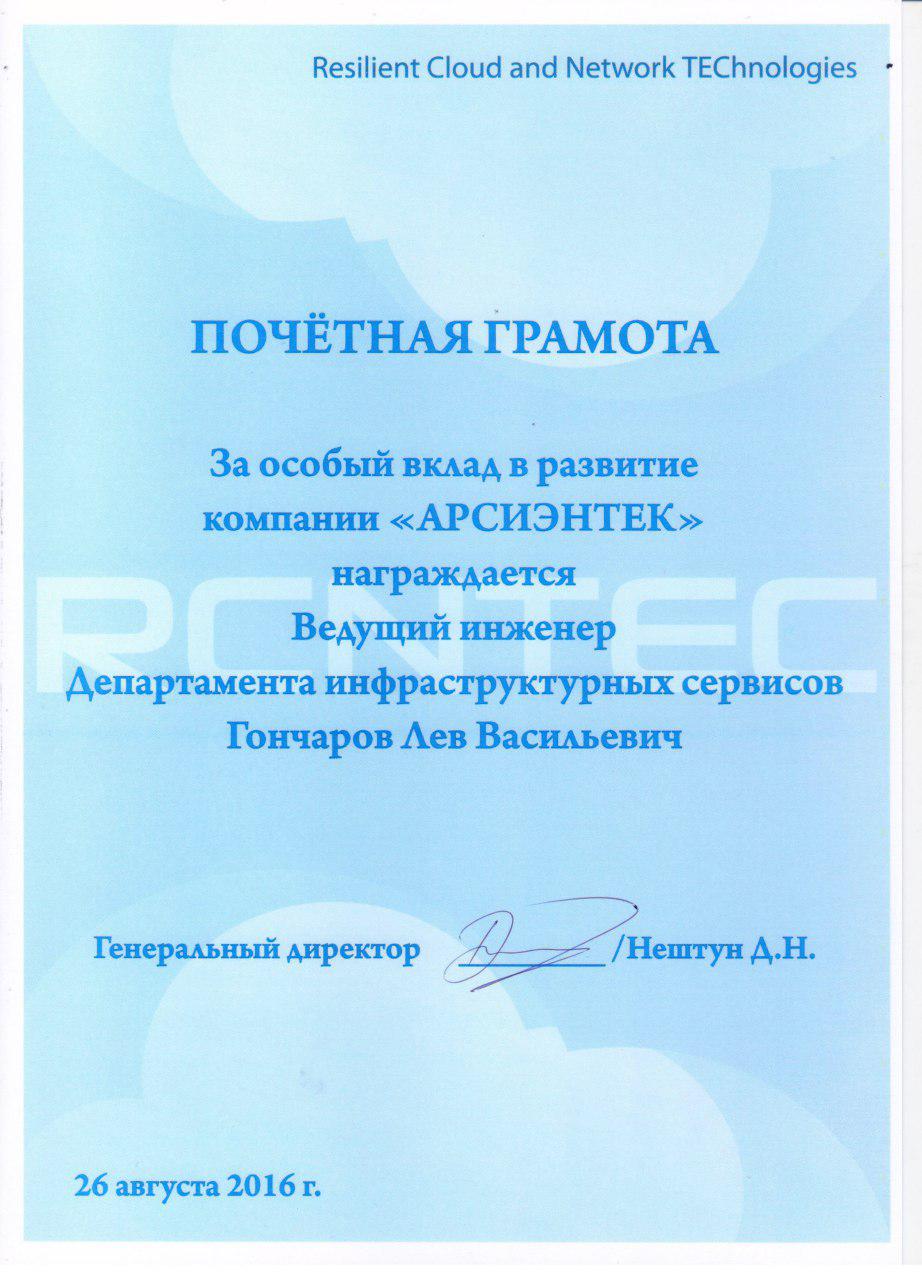 Resilient Cloud and Network TEChnologies
ПОЧЁТНАЯ ГРАМОТА
За особый вклад в развитие
компании «АРСИЭНТЕК»
награждается
RCNTEC
Ведущий инженер
Департамента инфраструктурных сервисов
Гончаров Лев Васильевич
Генеральный директор /Нештун Д.Н.
26 августа 2016 г.